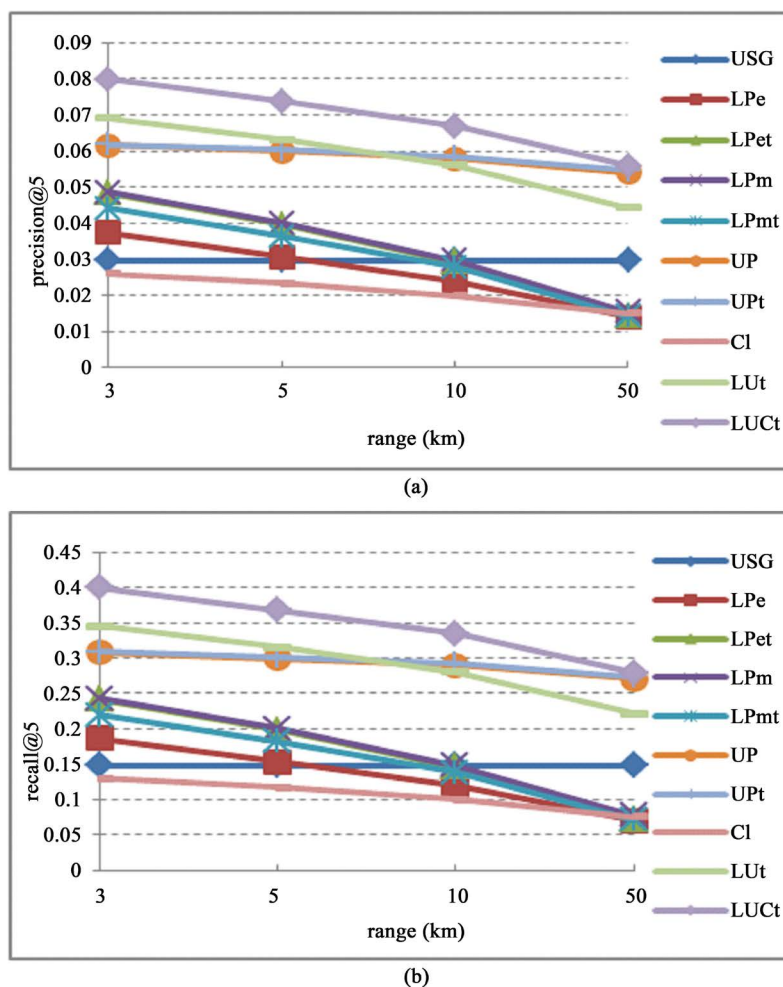 0.09
0.08
0.07
0.06
0.05
0.04
0.03
0.02
0.01
0
precision@5
3
5
10
50
range (km)
USG
LPe
LPet
LPm
LPmt
UP
UPt
Cl
LUt
LUCt
(a)
0.45
0.4
0.35
0.3
0.25
0.2
0.15
0.1
0.05
0
recall@5
3
5
10
50
range (km)
USG
LPe
LPet
LPm
LPmt
UP
UPt
Cl
LUt
LUCt
(b)